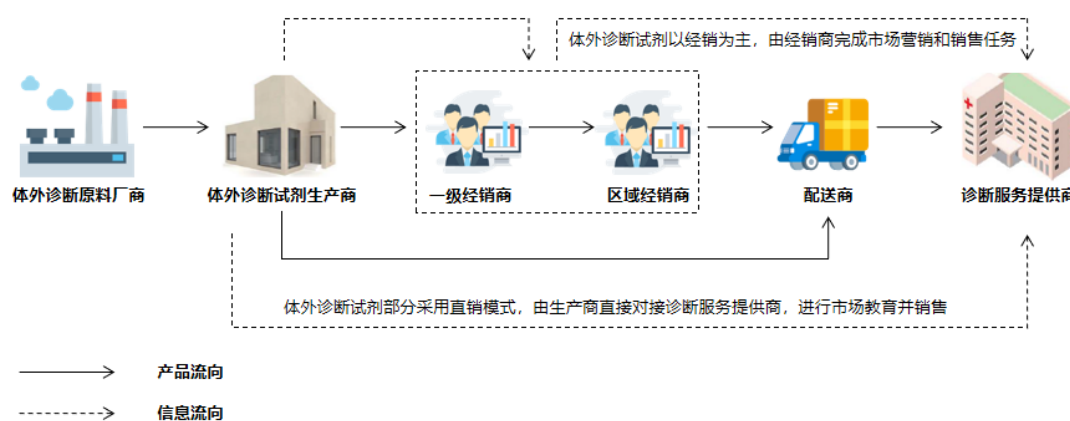 体外诊断试剂以经销为主，由经销商完成市场营销和销售任务
体外诊断原料厂商
体外诊断试剂生产商
一级经销商
区域经销商
配送商
诊断服务提供商
体外诊断试剂部分采用直销模式，由生产商直接对接诊断服务提供商，进行市场教育并销售
产品流向
信息流向